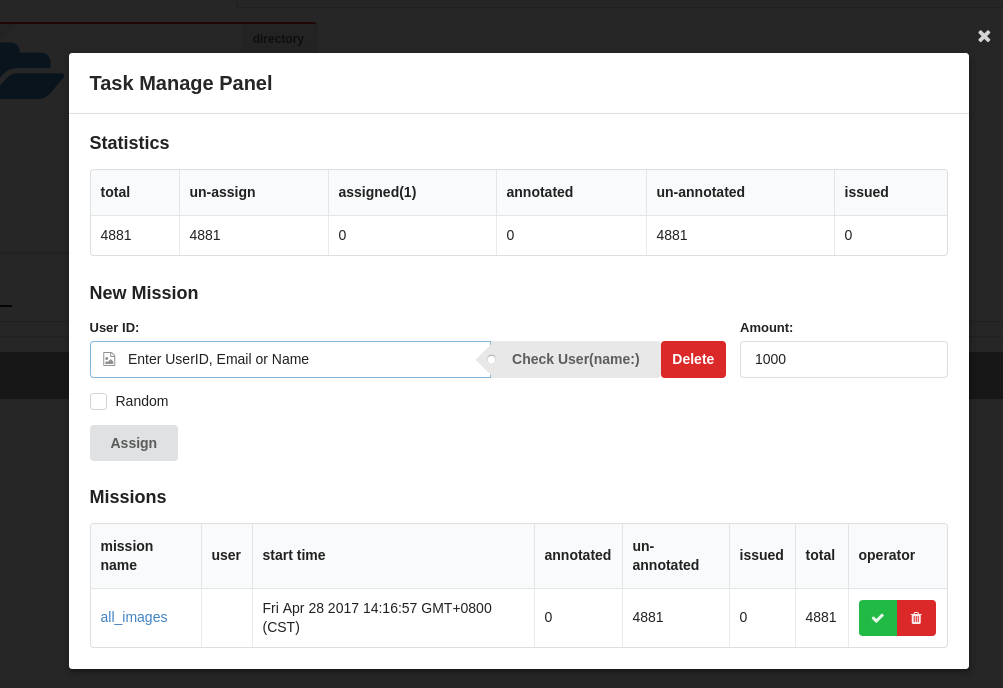 directory
Task Manage Panel
Statistics
total un-assign assigned(1) annotated un-annotated issued
4881 4881 0 0 4881 0
New Mission
User ID: Amount:
Enter UserID, Email or Name Check User(name:) Delete 1000
Random
Assign
Missions
mission name user start time annotated un-annotated issued total operator
all_images Fri Apr 28 2017 14:16:57 GMT+0800 (CST) 0 4881 0 4881